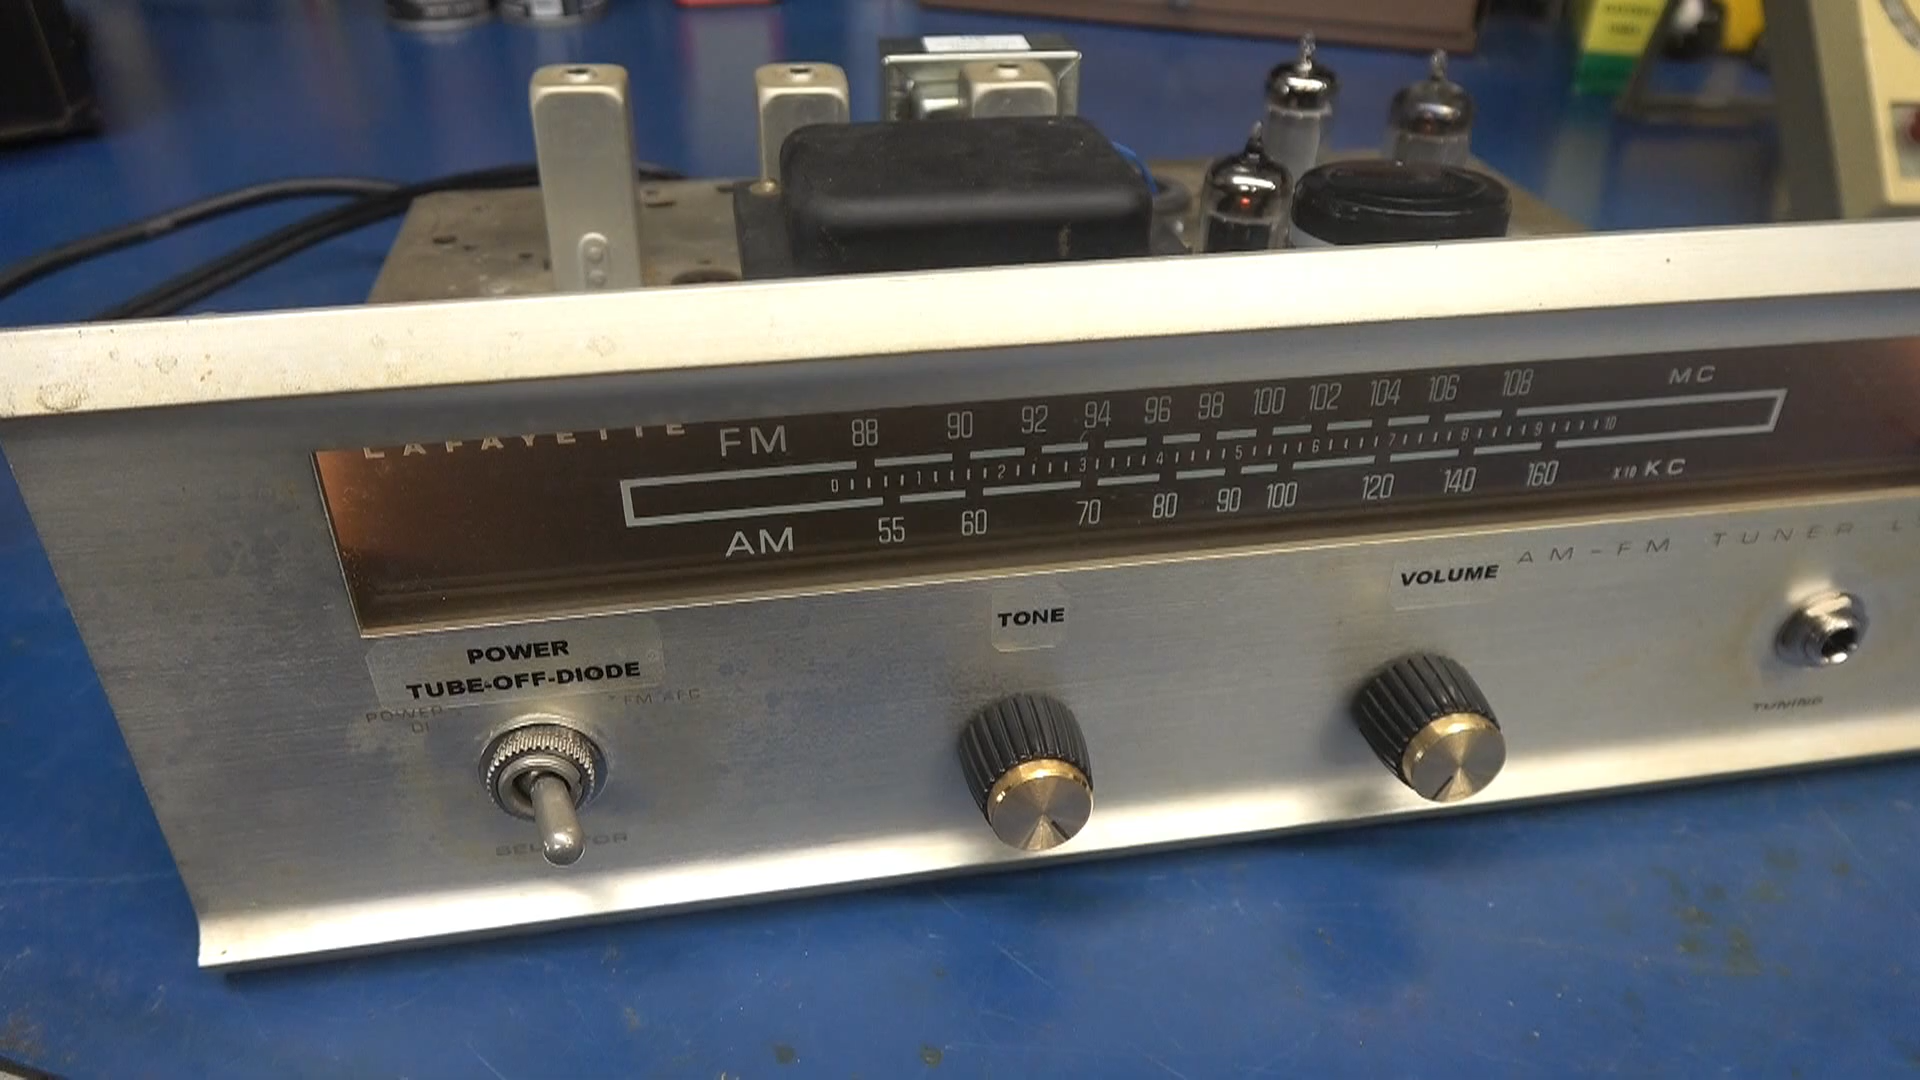 LAFAYETTE
FM 88 90 92 94 96 98 100 102 104 106 108 MC
0 1 2 3 4 5 6 7 8 9 10
AM 55 60 70 80 90 100 120 140 160 x10 KC
AM-FM TUNER L
VOLUME
TONE
POWER
TUBE-OFF-DIODE
POWER FM AFC
TUNING